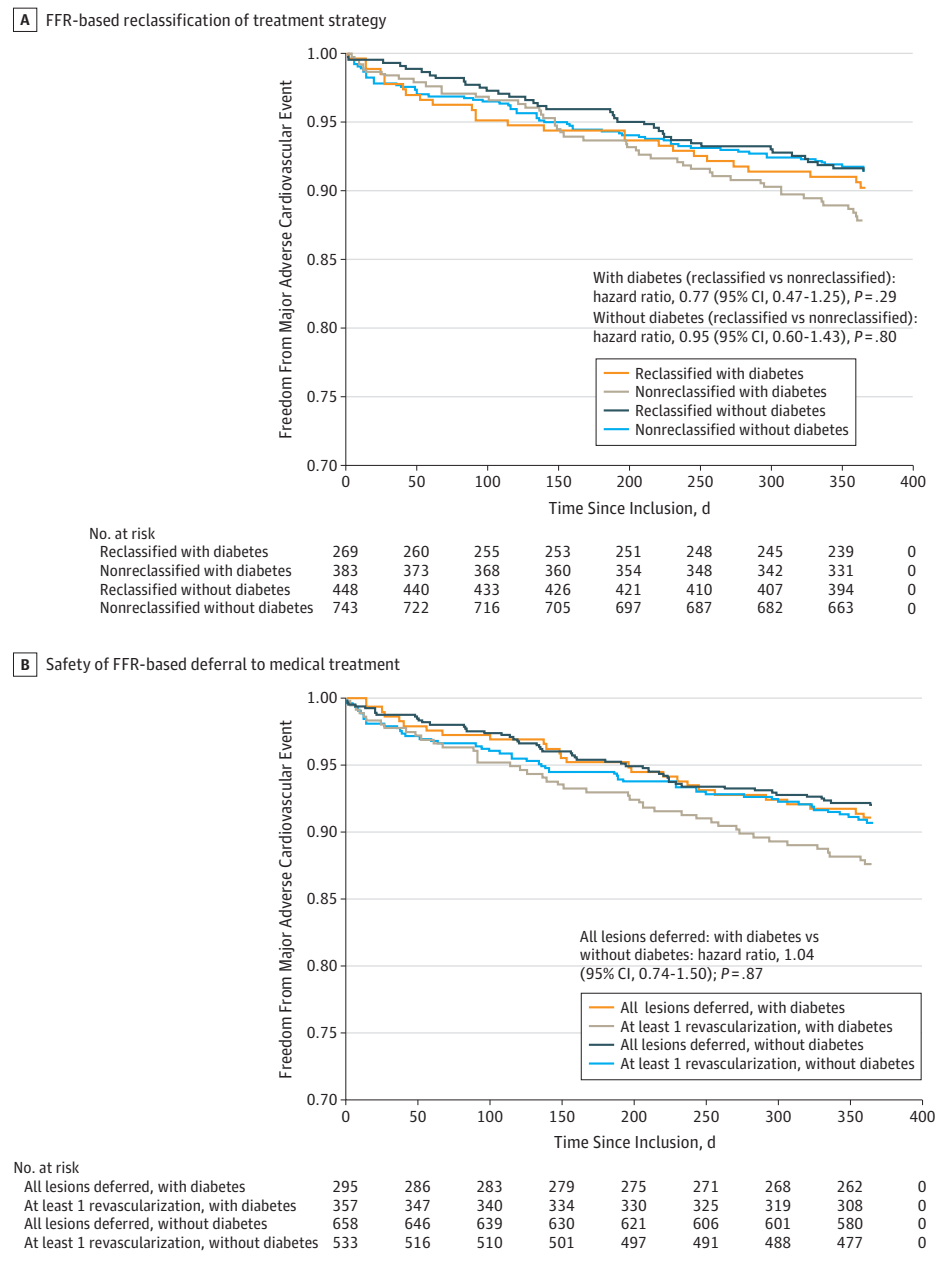 A FFR-based reclassification of treatment strategy
Freedom From Major Adverse Cardiovascular Event
1.00
0.95
0.90
0.85
0.80
0.75
0.70
With diabetes (reclassified vs nonreclassified):
hazard ratio, 0.77 (95% CI, 0.47-1.25), P=.29
Without diabetes (reclassified vs nonreclassified):
hazard ratio, 0.95 (95% CI, 0.60-1.43), P=.80
Reclassified with diabetes
Nonreclassified with diabetes
Reclassified without diabetes
Nonreclassified without diabetes
0 50 100 150 200 250 300 350 400
Time Since Inclusion, d
No. at risk
Reclassified with diabetes 269 260 255 253 251 248 245 239 0
Nonreclassified with diabetes 383 373 368 360 354 348 342 331 0
Reclassified without diabetes 448 440 433 426 421 410 407 394 0
Nonreclassified without diabetes 743 722 716 705 697 687 682 663 0
B Safety of FFR-based deferral to medical treatment
Freedom From Major Adverse Cardiovascular Event
1.00
0.95
0.90
0.85
0.80
0.75
0.70
All lesions deferred: with diabetes vs
without diabetes: hazard ratio, 1.04
(95% CI, 0.74-1.50); P=.87
All lesions deferred, with diabetes
At least 1 revascularization, with diabetes
All lesions deferred, without diabetes
At least 1 revascularization, without diabetes
0 50 100 150 200 250 300 350 400
Time Since Inclusion, d
No. at risk
All lesions deferred, with diabetes 295 286 283 279 275 271 268 262 0
At least 1 revascularization, with diabetes 357 347 340 334 330 325 319 308 0
All lesions deferred, without diabetes 658 646 639 630 621 606 601 580 0
At least 1 revascularization, without diabetes 533 516 510 501 497 491 488 477 0